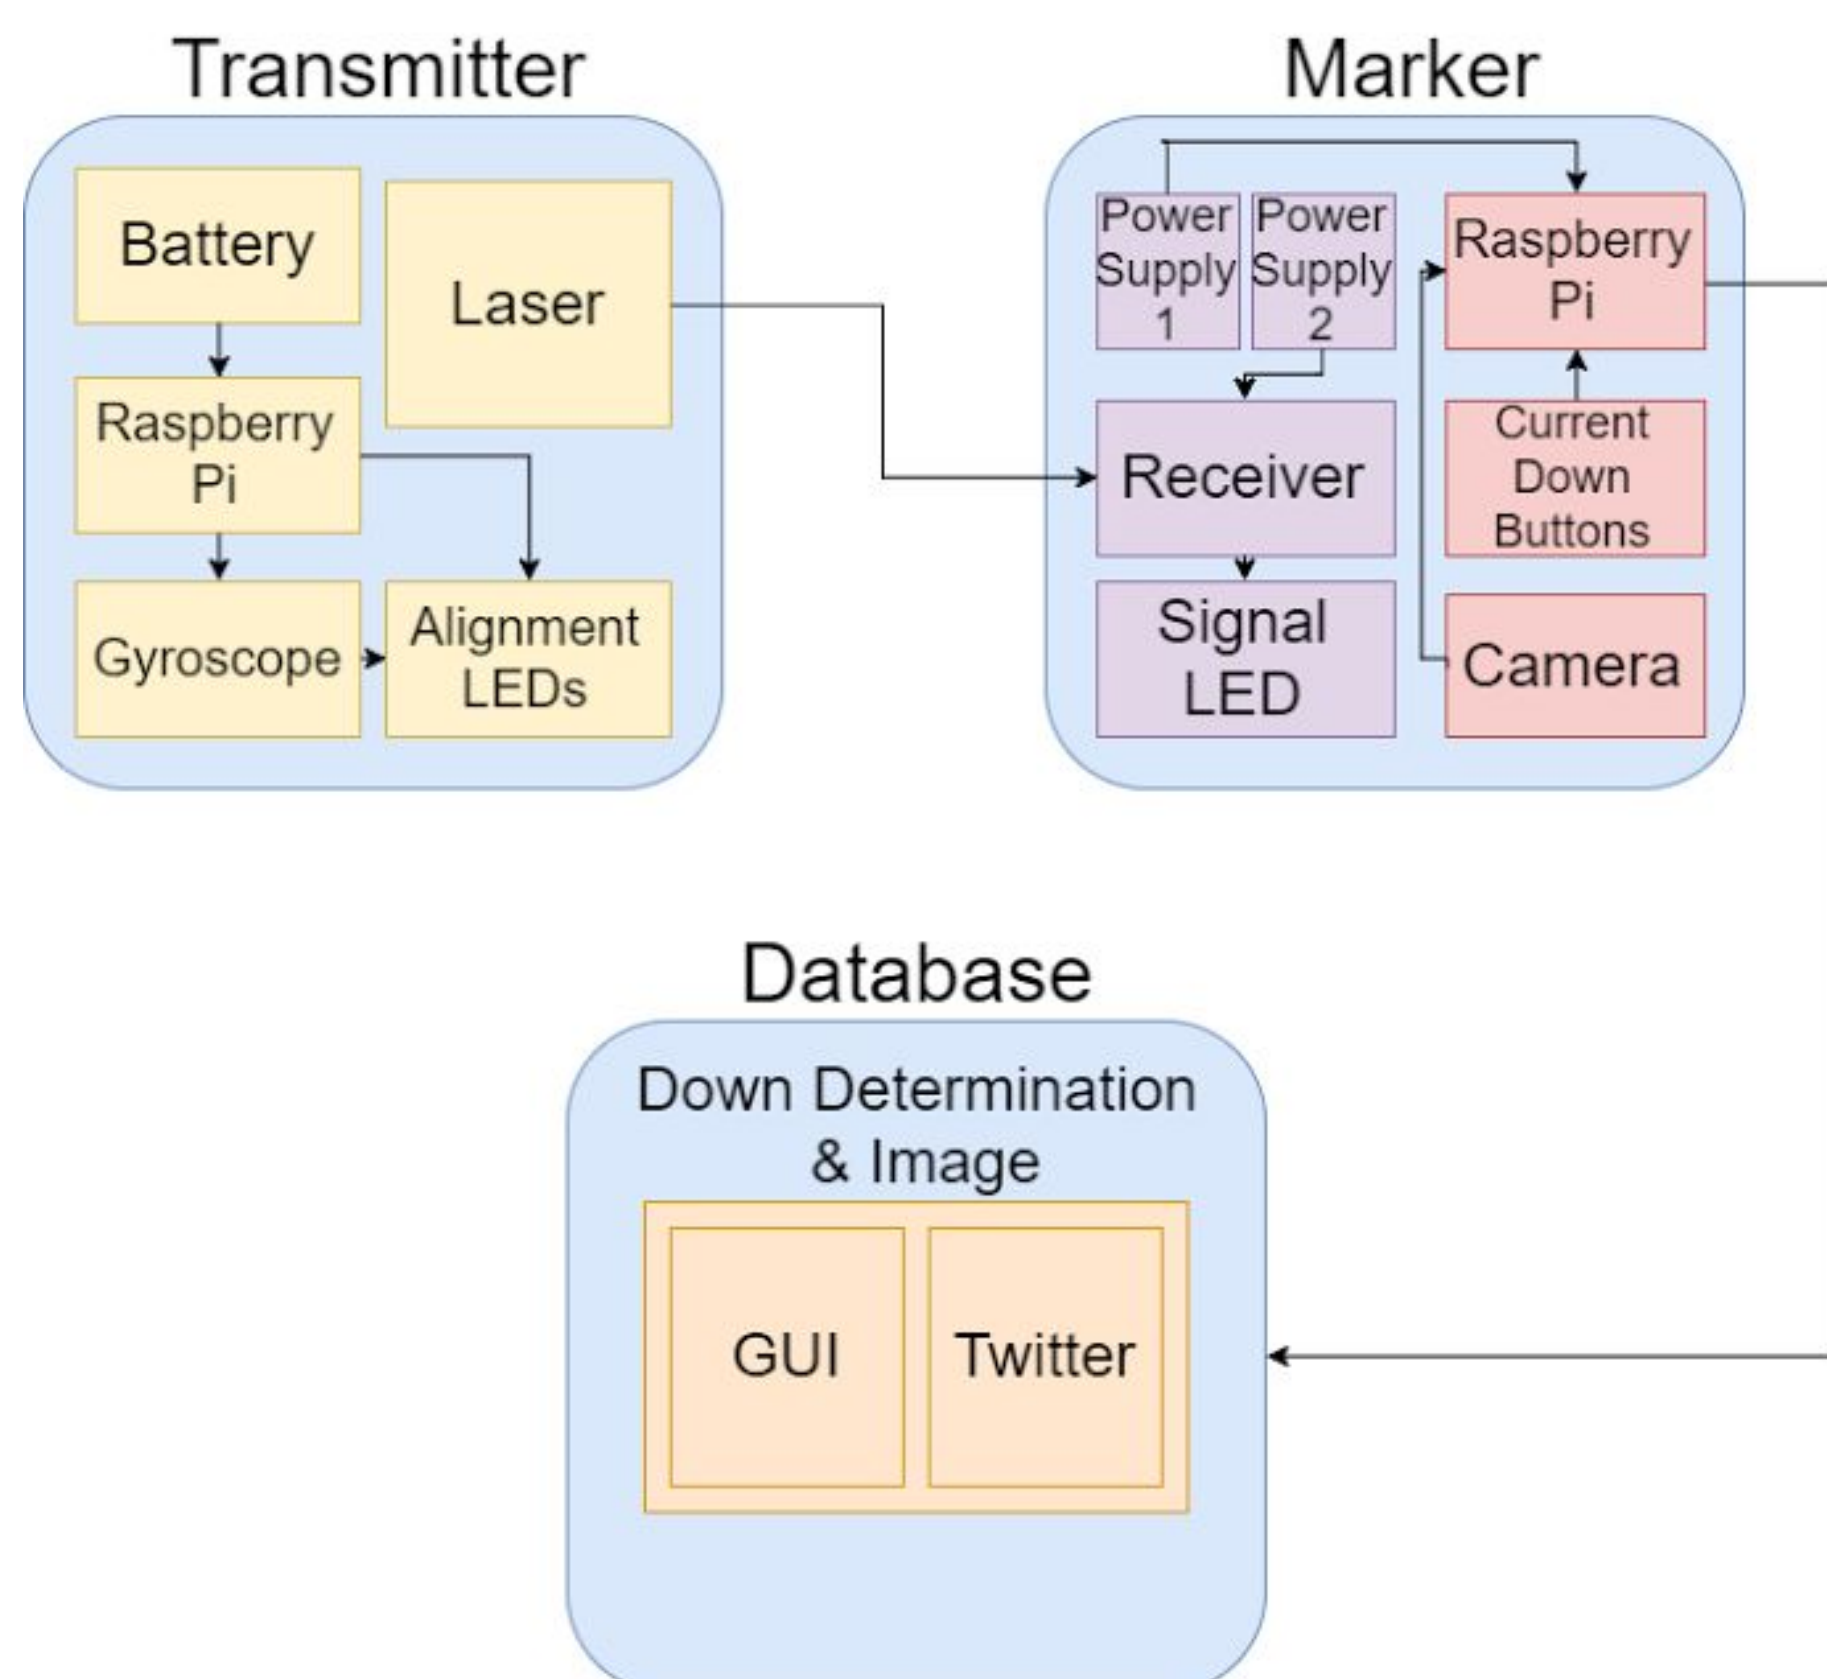 Transmitter
Battery
Laser
Raspberry
Pi
Gyroscope
Alignment
LEDs
Marker
Power
Supply
1
Power
Supply
2
Raspberry
Pi
Receiver
Current
Down
Buttons
Signal
LED
Camera
Database
Down Determination
& Image
GUI
Twitter